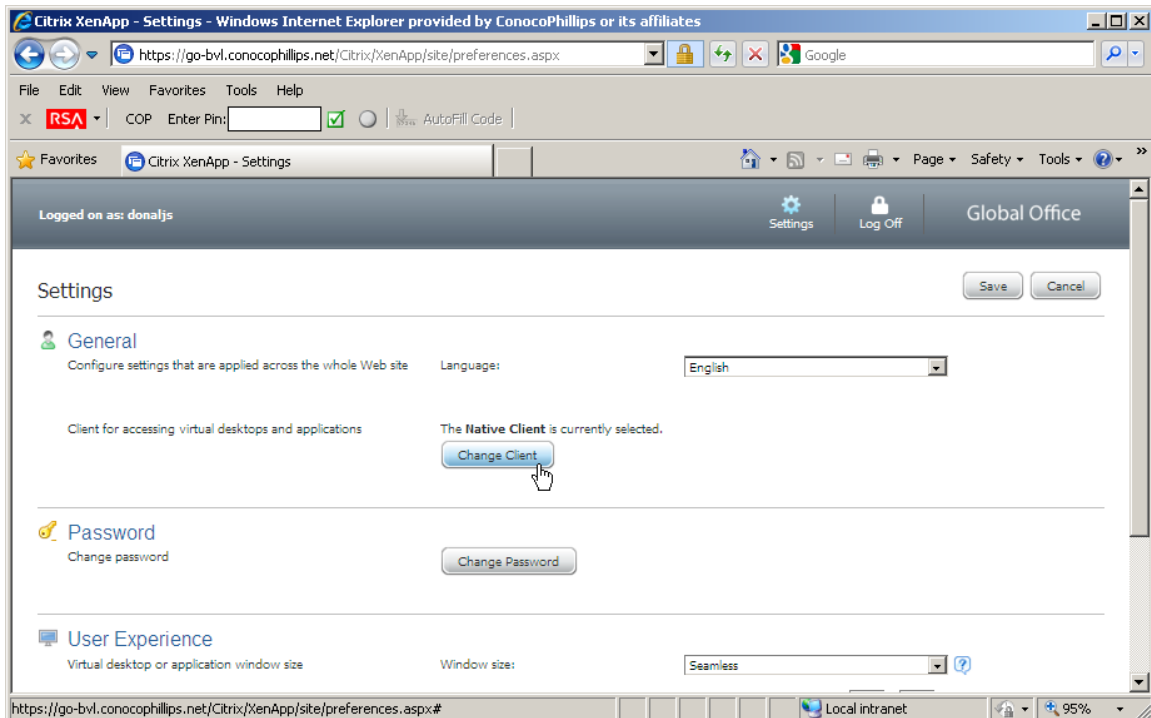 Citrix XenApp - Settings - Windows Internet Explorer provided by ConocoPhillips or its affiliates
https://go-bvl.conocophillips.net/Citrix/XenApp/site/preferences.aspx Google
File Edit View Favorites Tools Help
x RSA COP Enter Pin: AutoFill Code
Favorites Citrix XenApp - Settings Page Safety Tools »
Logged on as: donaljs Settings Log Off Global Office
Settings Save Cancel
General
Configure settings that are applied across the whole Web site Language: English
Client for accessing virtual desktops and applications The Native Client is currently selected.
Change Client
Password
Change password Change Password
User Experience
Virtual desktop or application window size Window size: Seamless
https://go-bvl.conocophillips.net/Citrix/XenApp/site/preferences.aspx# Local intranet 95%